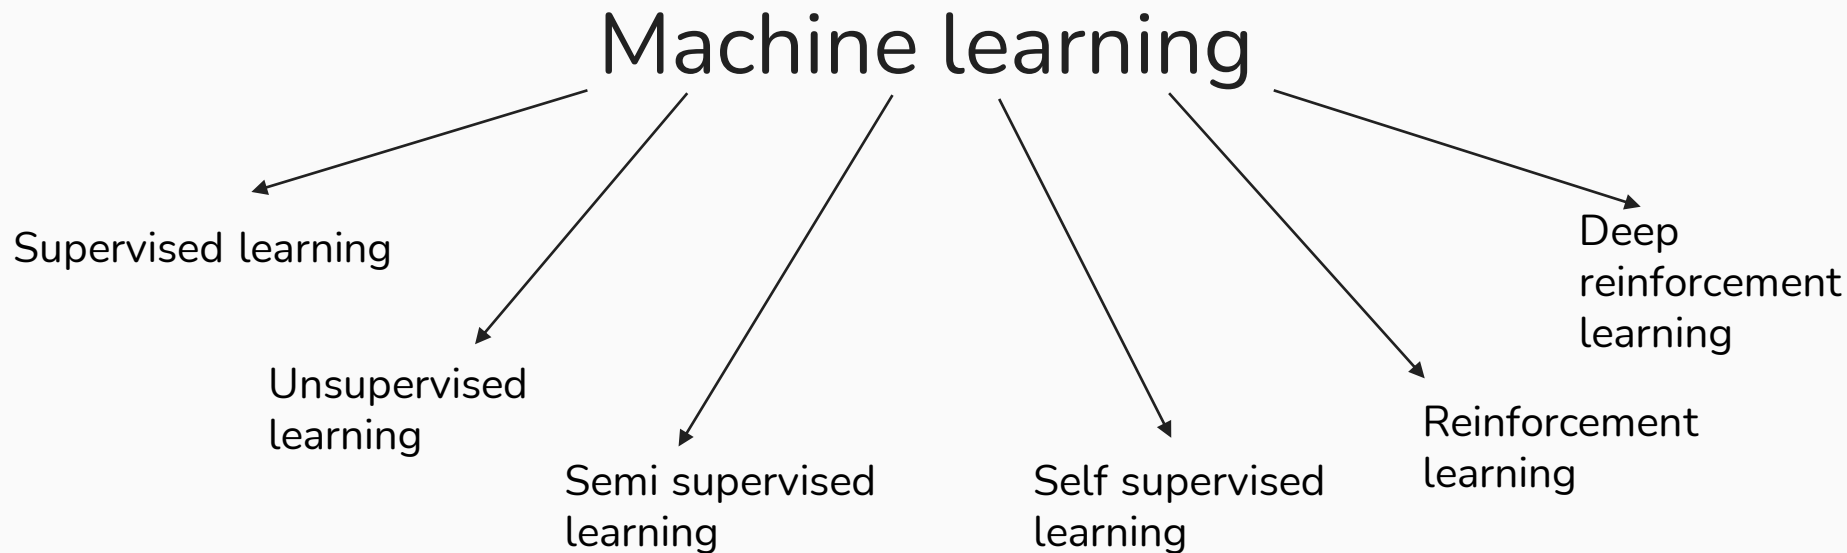 Machine learning
Supervised learning
Unsupervised
learning
Semi supervised
learning
Self supervised
learning
Reinforcement
learning
Deep
reinforcement
learning